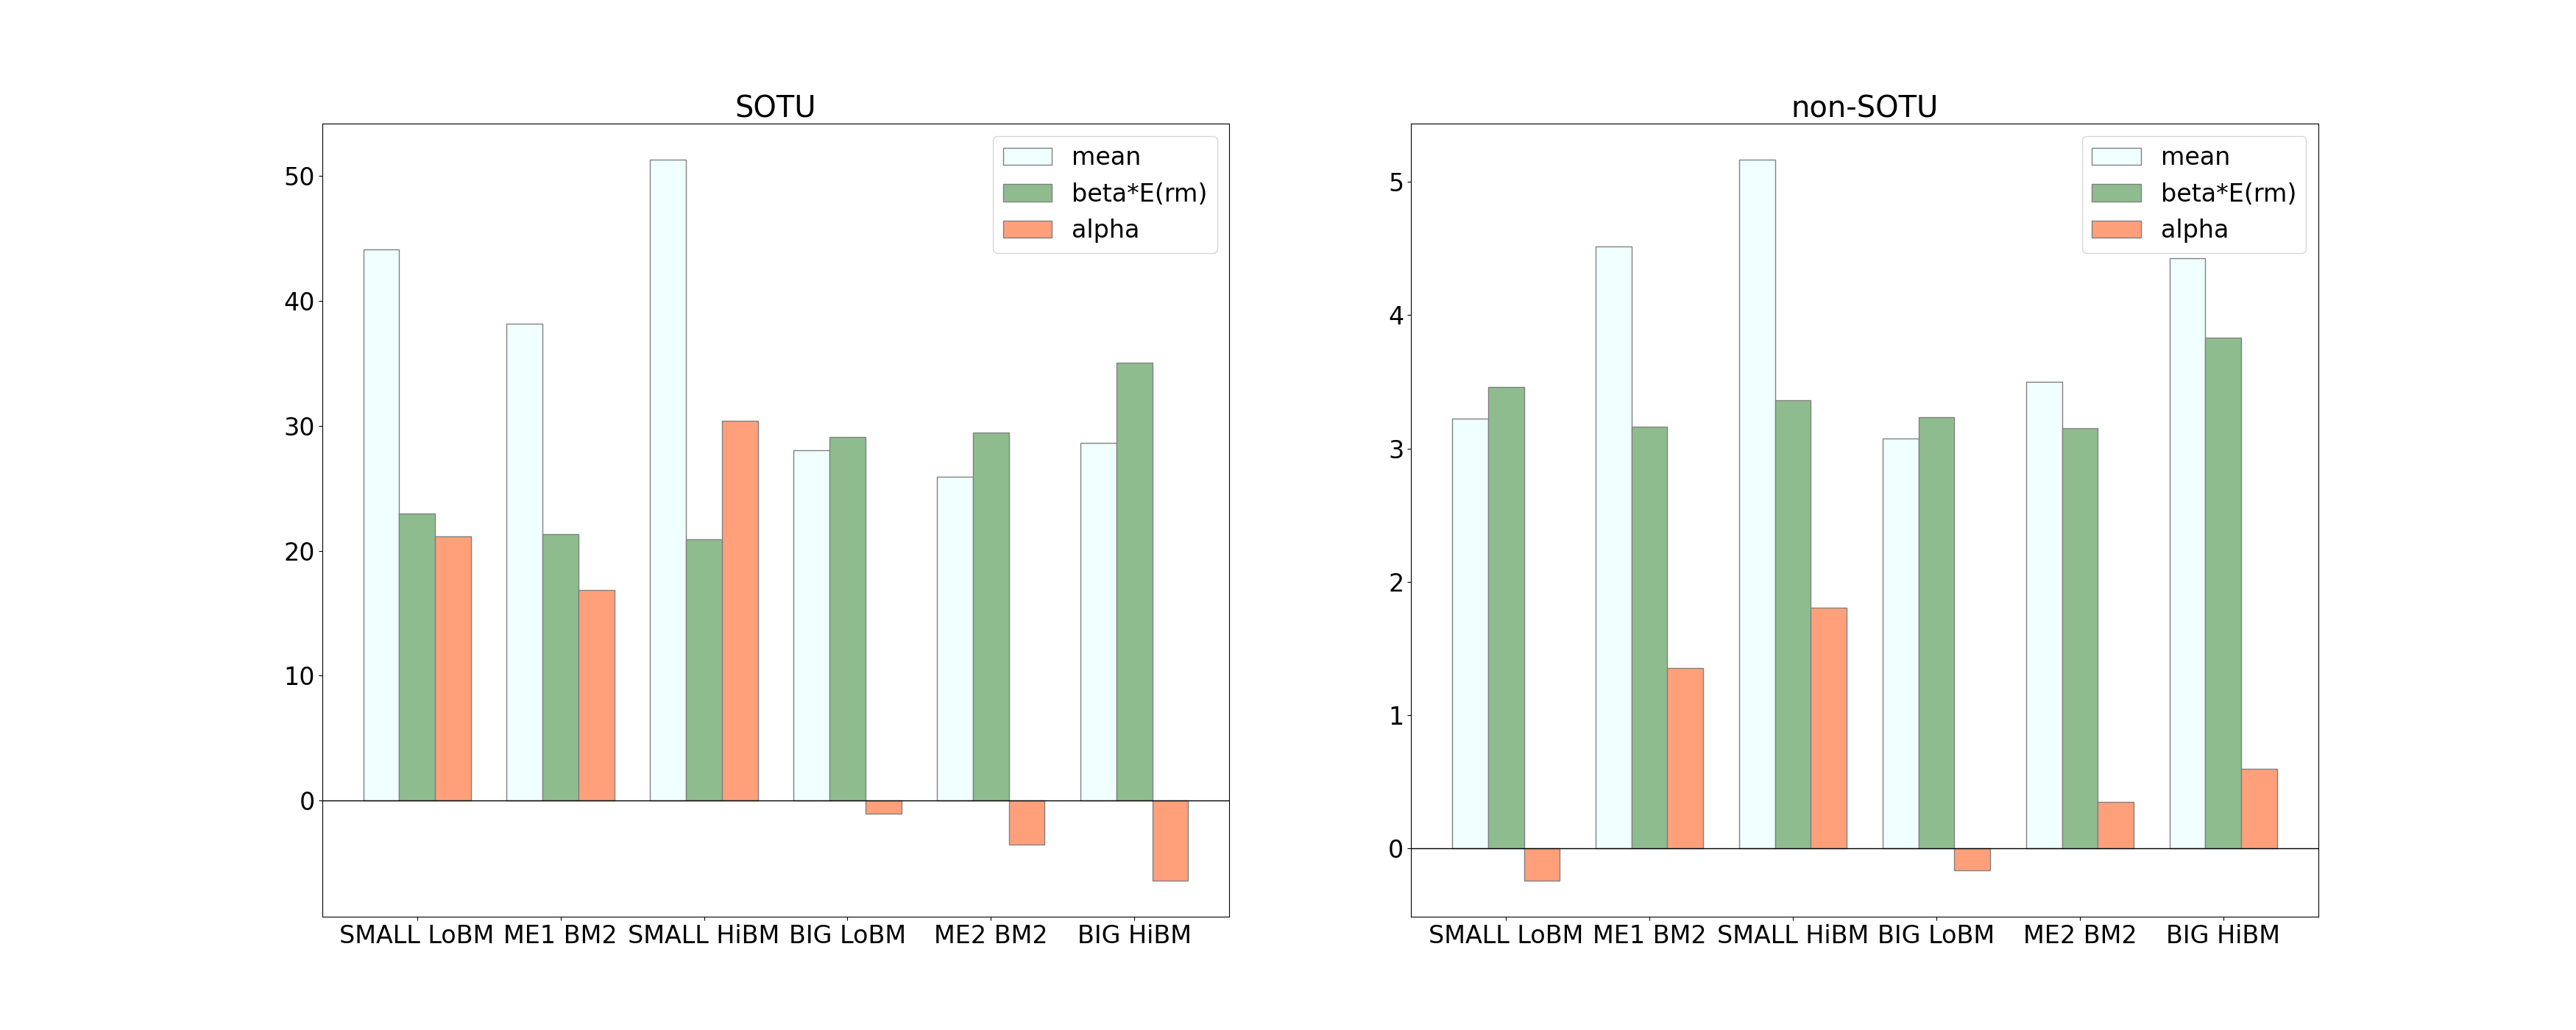 SOTU
mean
beta*E(rm)
alpha
50
40
30
20
10
0
SMALL LoBM ME1 BM2 SMALL HiBM BIG LoBM ME2 BM2 BIG HiBM
non-SOTU
mean
beta*E(rm)
alpha
5
4
3
2
1
0
SMALL LoBM ME1 BM2 SMALL HiBM BIG LoBM ME2 BM2 BIG HiBM